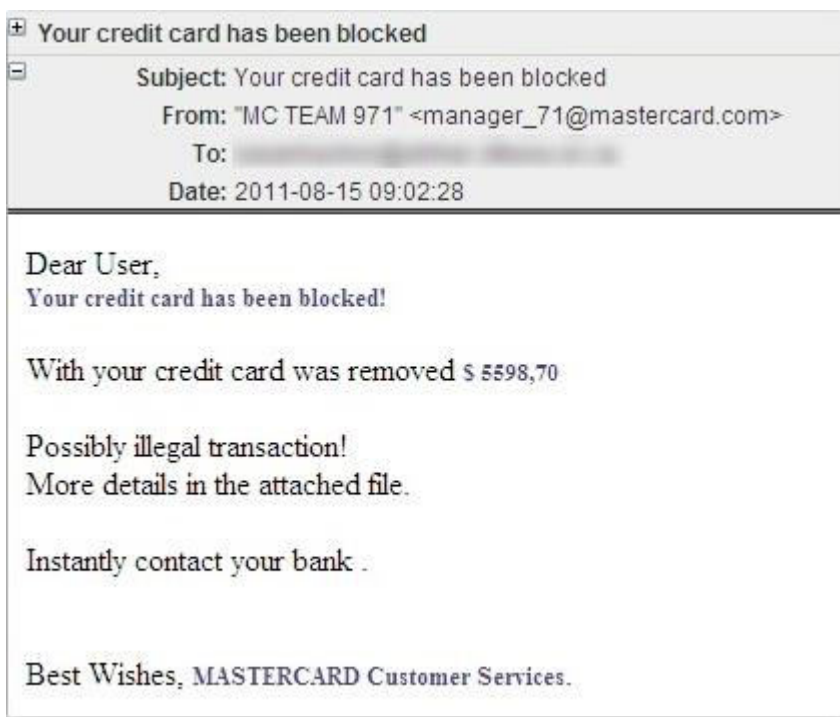 Your credit card has been blocked
Subject: Your credit card has been blocked
From: "MC TEAM 971" <manager_71@mastercard.com>
To:
Date: 2011-08-15 09:02:28
Dear User,
Your credit card has been blocked!
With your credit card was removed $ 5598,70
Possibly illegal transaction!
More details in the attached file.
Instantly contact your bank .
Best Wishes, MASTERCARD Customer Services.